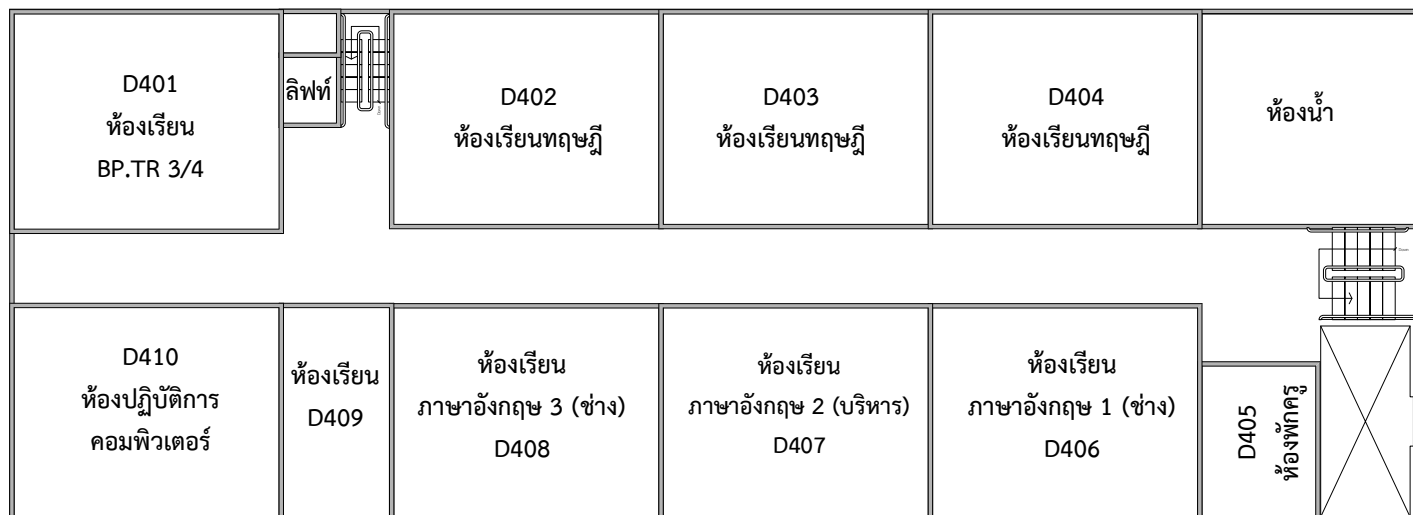 D401
ห้องเรียน
BP.TR 3/4
ลิฟท์
D402
ห้องเรียนทฤษฎี
D403
ห้องเรียนทฤษฎี
D404
ห้องเรียนทฤษฎี
ห้องน้ำ
D410
ห้องปฏิบัติการ
คอมพิวเตอร์
ห้องเรียน
D409
ห้องเรียน
ภาษาอังกฤษ 3 (ช่าง)
D408
ห้องเรียน
ภาษาอังกฤษ 2 (บริหาร)
D407
ห้องเรียน
ภาษาอังกฤษ 1 (ช่าง)
D406
D405
ห้องพักครู